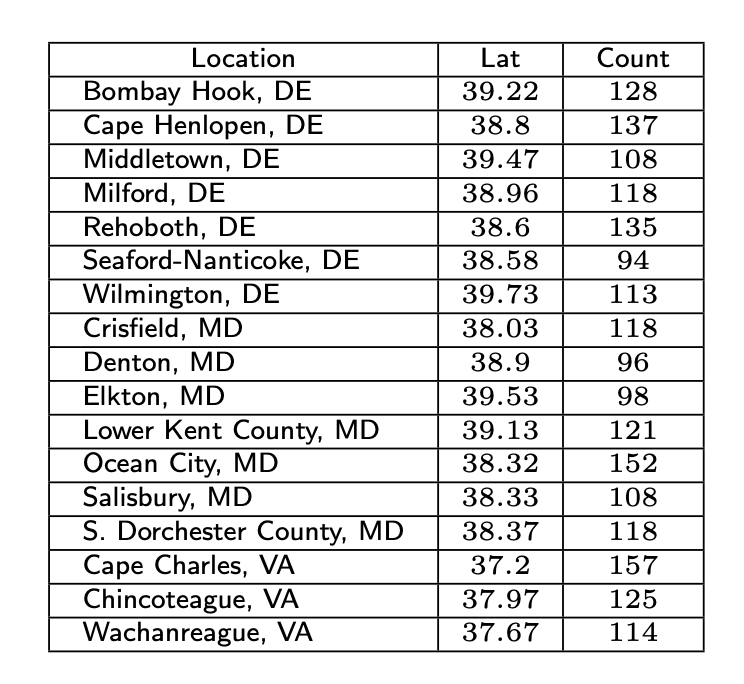 Location Lat Count
Bombay Hook, DE 39.22 128
Cape Henlopen, DE 38.8 137
Middletown, DE 39.47 108
Milford, DE 38.96 118
Rehoboth, DE 38.6 135
Seaford-Nanticoke, DE 38.58 94
Wilmington, DE 39.73 113
Crisfield, MD 38.03 118
Denton, MD 38.9 96
Elkton, MD 39.53 98
Lower Kent County, MD 39.13 121
Ocean City, MD 38.32 152
Salisbury, MD 38.33 108
S. Dorchester County, MD 38.37 118
Cape Charles, VA 37.2 157
Chincoteague, VA 37.97 125
Wachanreague, VA 37.67 114